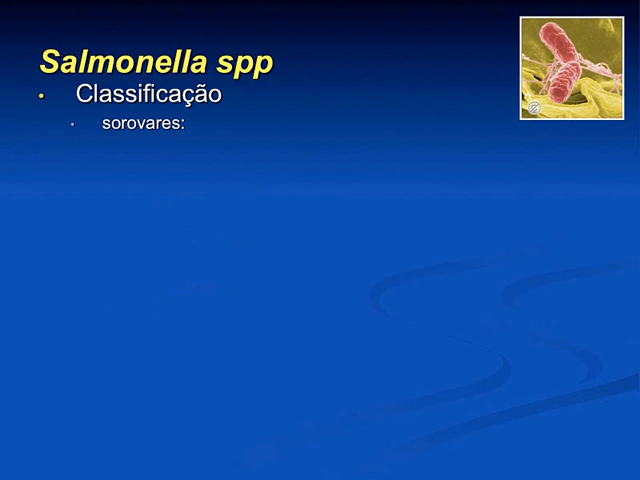 Salmonella spp
• Classificação
• sorovares: